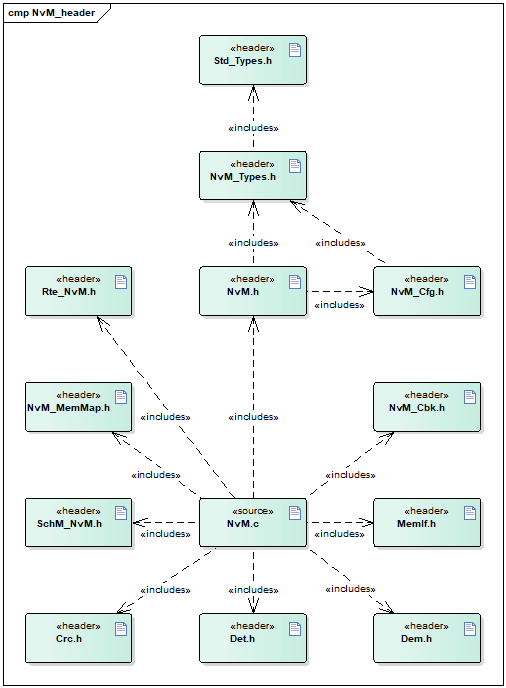 cmp NvM_header
«header»
Std_Types.h
«includes»
«header»
NvM_Types.h
«includes»
«includes»
«header»
Rte_NvM.h
«header»
NvM.h
«includes»
«header»
NvM_Cfg.h
«header»
NvM_MemMap.h
«includes»
«includes»
«header»
NvM_Cbk.h
«includes»
«includes»
«header»
SchM_NvM.h
«includes»
«source»
NvM.c
«includes»
«header»
MemIf.h
«includes»
«includes»
«includes»
«header»
Crc.h
«header»
Det.h
«header»
Dem.h